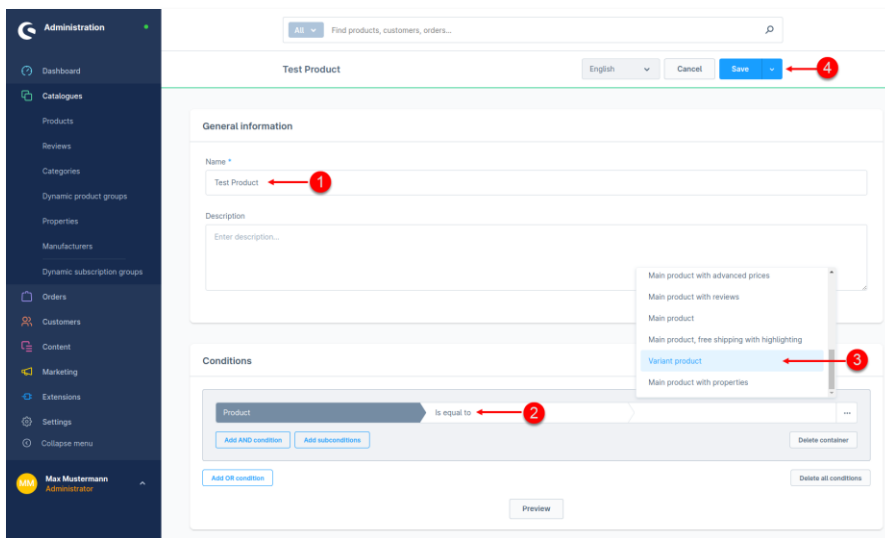 Administration
All
Find products, customers, orders...
Dashboard
Test Product
English
Cancel
Save
4
Catalogues
Products
Reviews
Categories
Dynamic product groups
Properties
Manufacturers
Dynamic subscription groups
Orders
Customers
Content
Marketing
Extensions
Settings
Collapse menu
MM
Max Mustermann
Administrator
General information
Name *
Test Product
1
Description
Enter description...
Main product with advanced prices
Main product with reviews
Main product
Main product, free shipping with highlighting
Variant product
3
Main product with properties
Conditions
Product
Is equal to
2
...
Add AND condition
Add subconditions
Delete container
Add OR condition
Delete all conditions
Preview